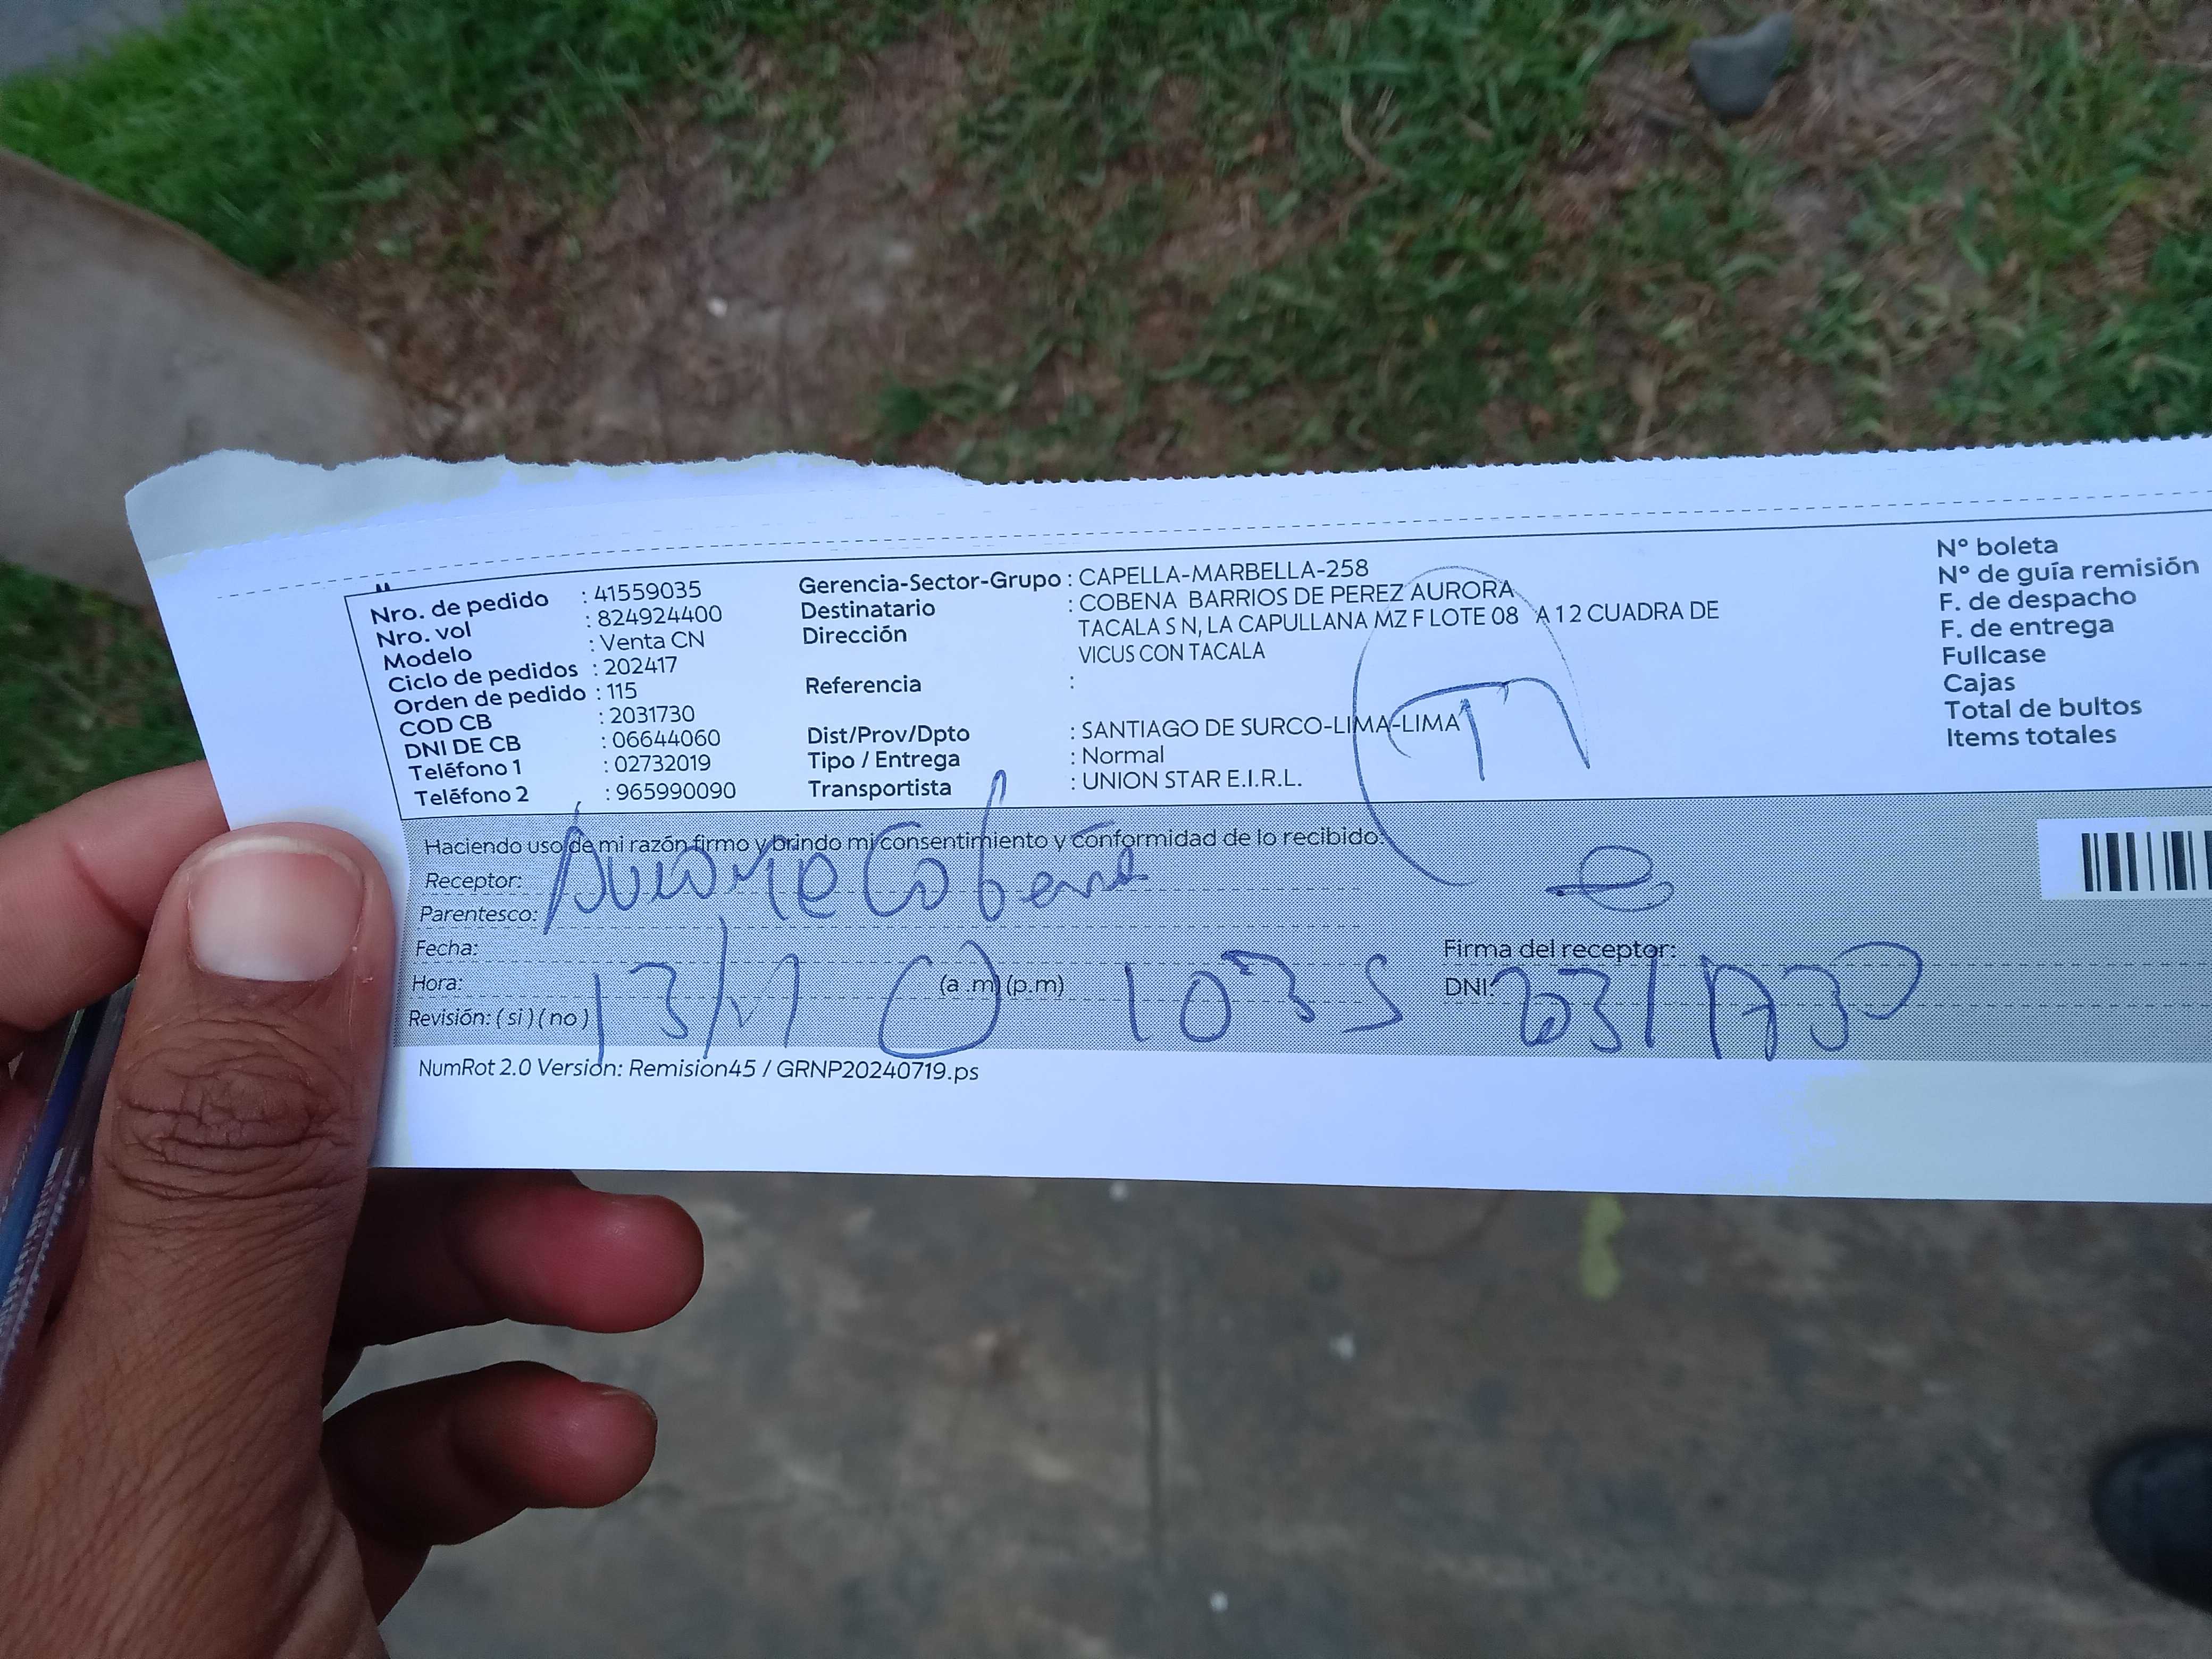 Nro. de pedido : 41559035
Nro. vol : 824924400
Modelo : Venta CN
Ciclo de pedidos : 202417
Orden de pedido : 115
COD CB : 2031730
DNI DE CB : 06644060
Teléfono 1 : 02732019
Teléfono 2 : 965990090
Gerencia-Sector-Grupo : CAPELLA-MARBELLA-258
Destinatario : COBENA BARRIOS DE PEREZ AURORA
Dirección TACALA S N, LA CAPULLANA MZ F LOTE 08 A 12 CUADRA DE
VICUS CON TACALA
Referencia :
Dist/Prov/Dpto : SANTIAGO DE SURCO-LIMA-LIMA
Tipo / Entrega : Normal
Transportista : UNION STAR E.I.R.L.
N° boleta
N° de guía remisión
F. de despacho
F. de entrega
Fullcase
Cajas
Total de bultos
Items totales
Haciendo uso de mi razón firmo y brindo mi consentimiento y conformidad de lo recibido.
Receptor: Cobena
Parentesco:
Fecha:
Firma del receptor:
Hora: 13/11 (a .m) (p.m) 1035
DNI: 2031730
Revisión: ( si ) ( no )
NumRot 2.0 Version: Remision45 / GRNP20240719.ps